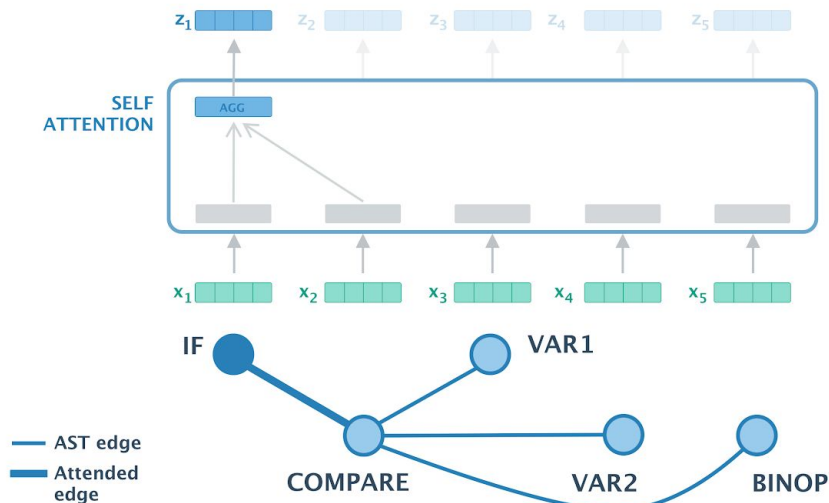 z1 z2 z3 z4 z5
SELF
ATTENTION
AGG
x1 x2 x3 x4 x5
IF
VAR1
AST edge
Attended
edge
COMPARE
VAR2
BINOP